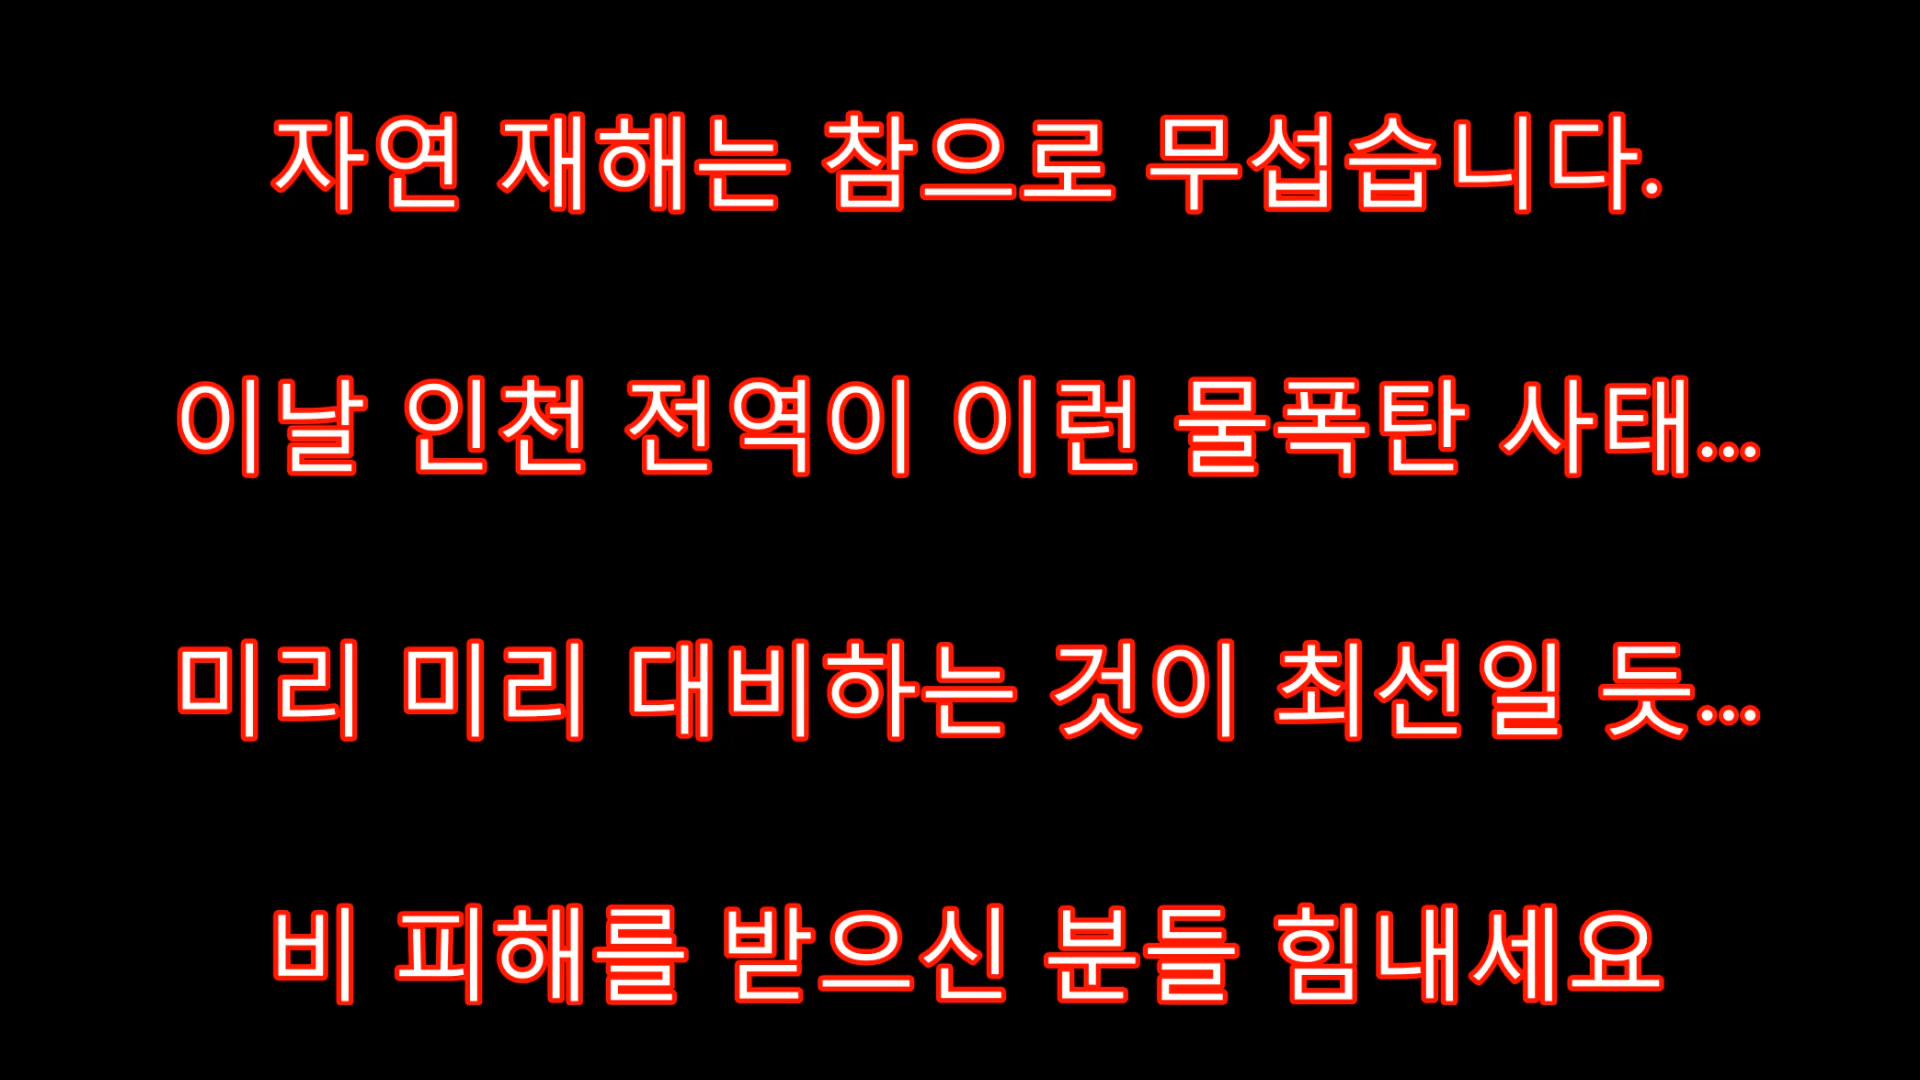 자연 재해는 참으로 무섭습니다.
이날 인천 전역이 이런 물폭탄 사태...
미리 미리 대비하는 것이 최선일 듯...
비 피해를 받으신 분들 힘내세요